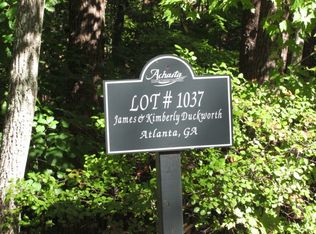 Achasta
LOT # 1037
James & Kimberly Duckworth
Atlanta, GA